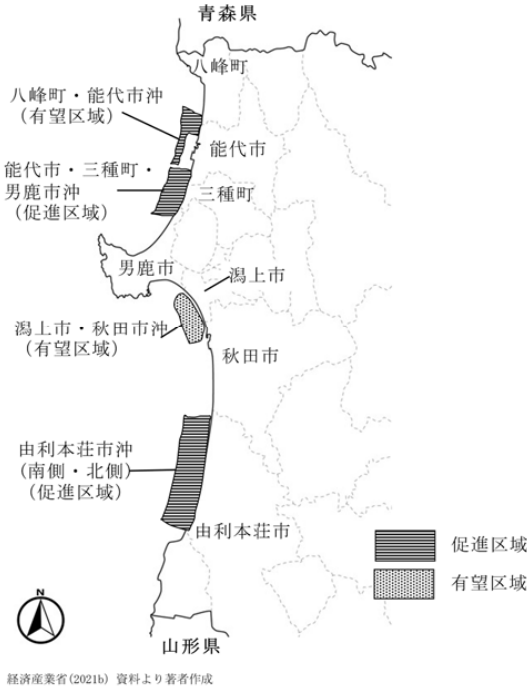 青森県
八峰町
八峰町・能代市沖
(有望区域)
能代市
能代市・三種町・
男鹿市沖
(促進区域)
三種町
男鹿市
潟上市
潟上市・秋田市沖
(有望区域)
秋田市
由利本荘市沖
(南側・北側)
(促進区域)
由利本荘市
促進区域
有望区域
N
山形県
経済産業省(2021b) 資料より著者作成